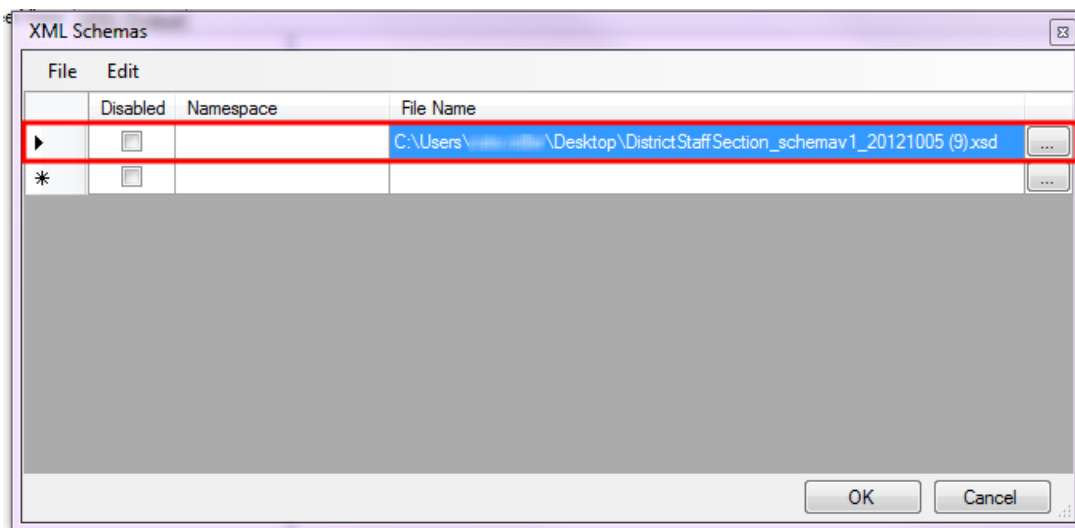 XML Schemas
File Edit
Disabled Namespace File Name
C:\Users\ \Desktop\DistrictStaffSection_schemav1_20121005 (9).xsd ...
...
OK Cancel